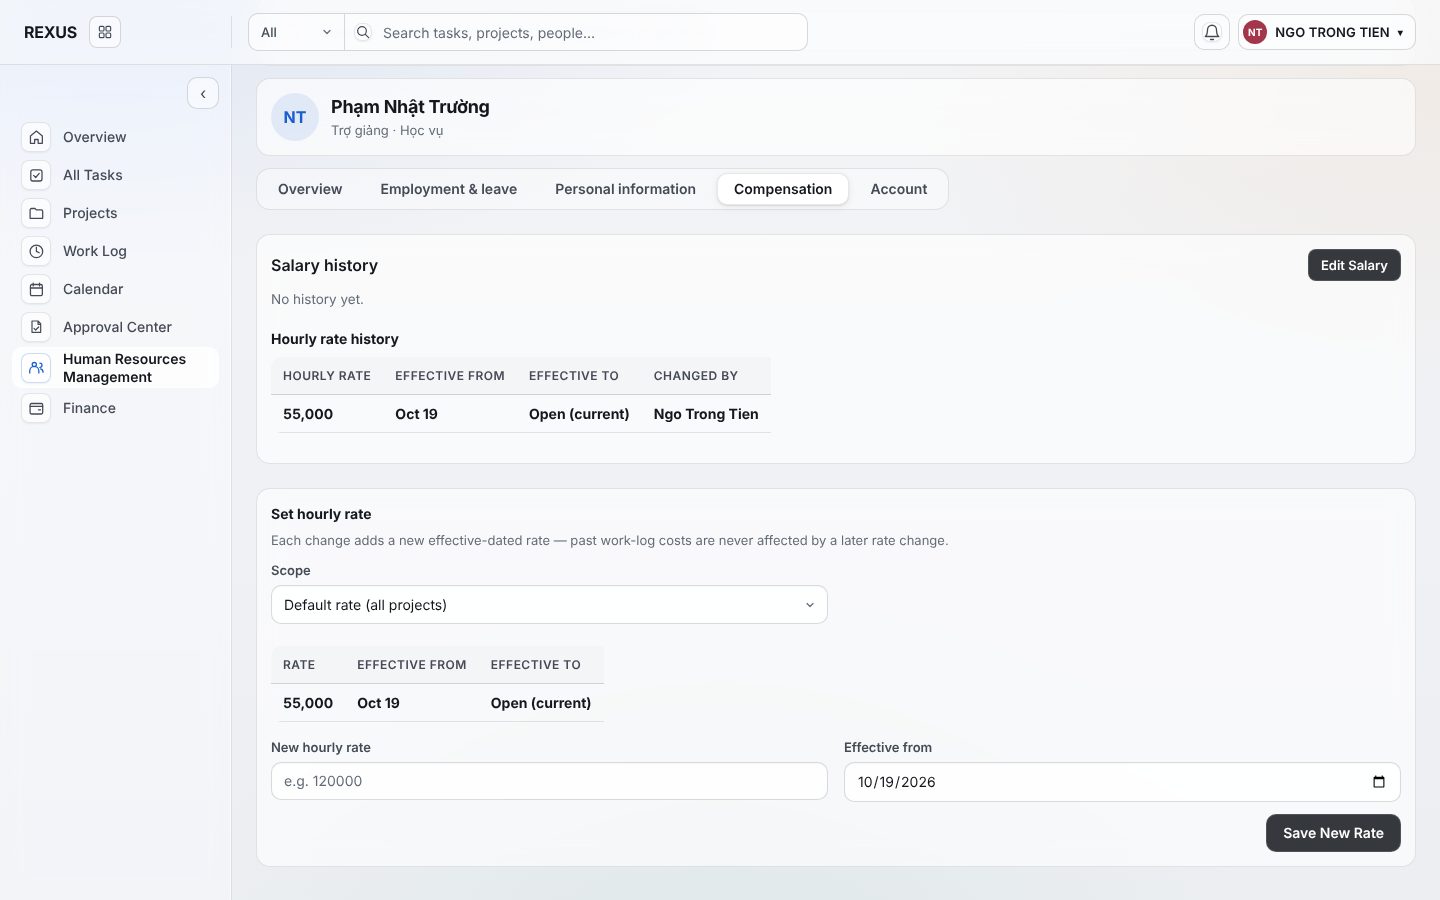 REXUS
All
Search tasks, projects, people...
NT
NGO TRONG TIEN
Overview
All Tasks
Projects
Work Log
Calendar
Approval Center
Human Resources
Management
Finance
NT
Phạm Nhật Trường
Trợ giảng · Học vụ
Overview
Employment & leave
Personal information
Compensation
Account
Salary history
Edit Salary
No history yet.
Hourly rate history
HOURLY RATE EFFECTIVE FROM EFFECTIVE TO CHANGED BY
55,000 Oct 19 Open (current) Ngo Trong Tien
Set hourly rate
Each change adds a new effective-dated rate — past work-log costs are never affected by a later rate change.
Scope
Default rate (all projects)
RATE EFFECTIVE FROM EFFECTIVE TO
55,000 Oct 19 Open (current)
New hourly rate
e.g. 120000
Effective from
10/19/2026
Save New Rate